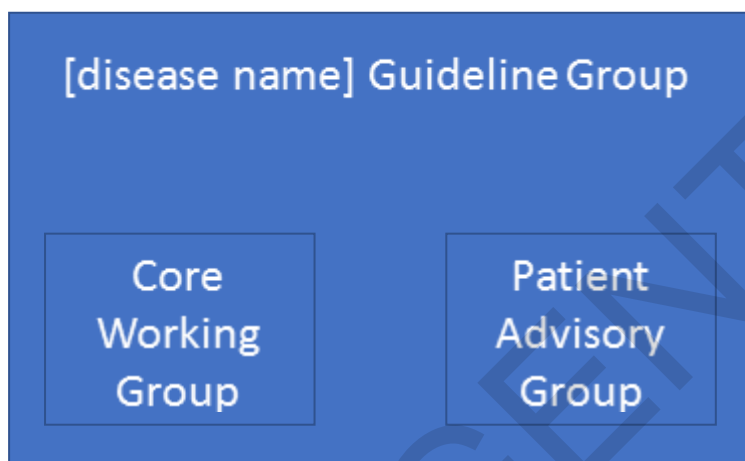 [disease name] Guideline Group
Core
Working
Group
Patient
Advisory
Group